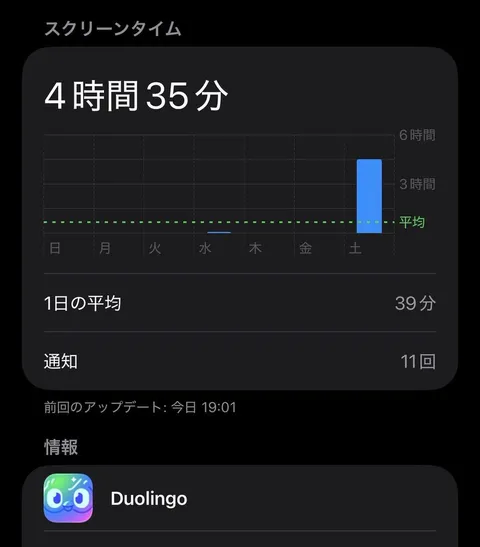 スクリーンタイム
4時間35分
6時間
3時間
平均
日 月 火 水 木 金 土
1日の平均 39分
通知 11回
前回のアップデート: 今日 19:01
情報
Duolingo